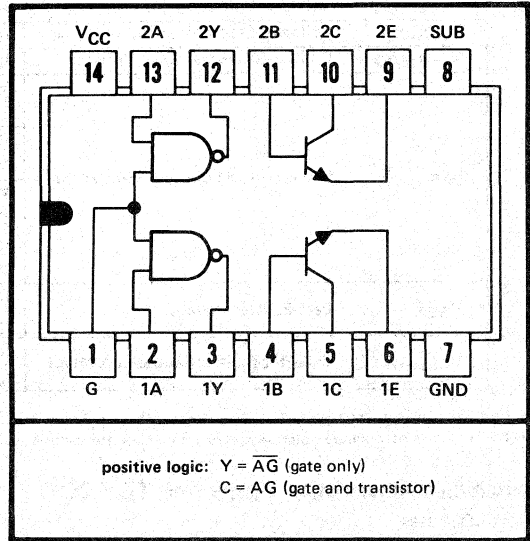 VCC 2A 2Y 2B 2C 2E SUB
14 13 12 11 10 9 8
1 2 3 4 5 6 7
G 1A 1Y 1B 1C 1E GND
positive logic: Y = A̅G̅ (gate only)
C = AG (gate and transistor)